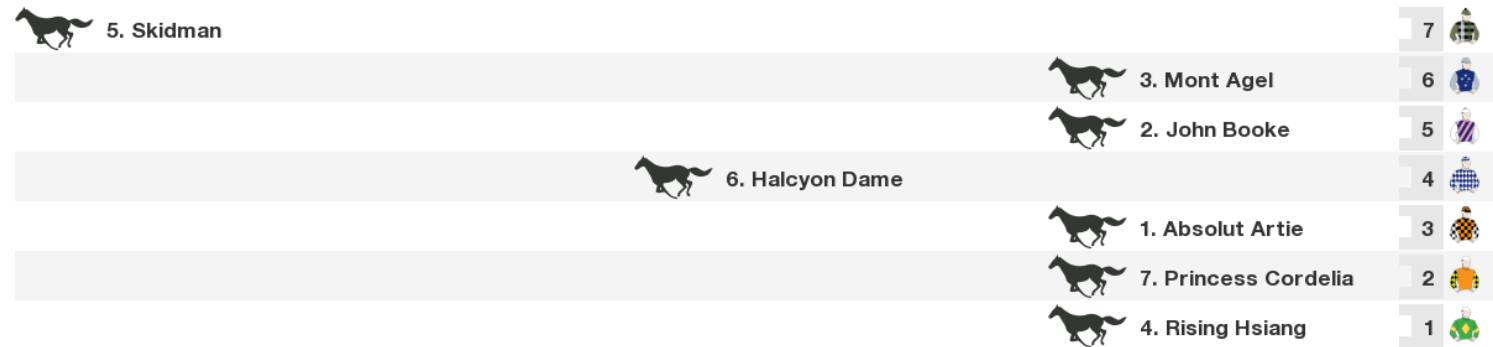 5. Skidman 7
3. Mont Agel 6
2. John Booke 5
6. Halcyon Dame 4
1. Absolut Artie 3
7. Princess Cordelia 2
4. Rising Hsiang 1